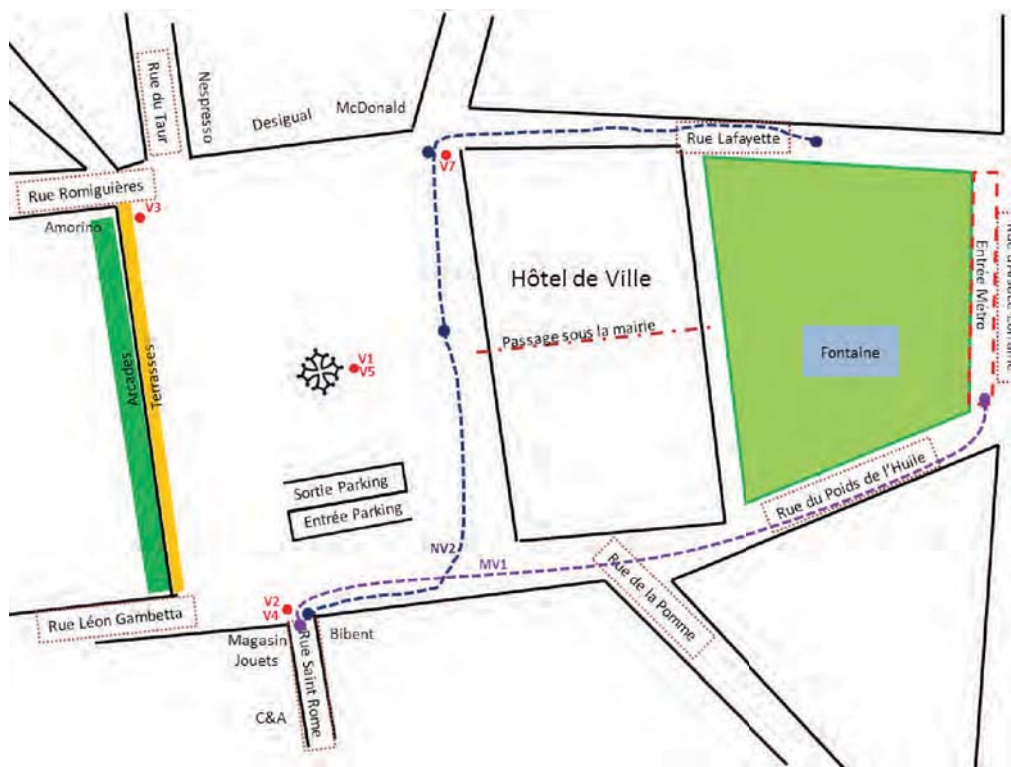 Rue du Taur
Nespresso
Desigual
McDonald
Rue Lafayette
V7
Rue Romiguières
V3
Amorino
Hôtel de Ville
Entrée Métro
Passage sous la mairie
Fontaine
Arcades
Terrasses
V1
V5
Sortie Parking
Entrée Parking
Rue du Poids de l'Huile
NV2
MV1
Rue de la Pomme
V2
V4
Rue Léon Gambetta
Magasin
Jouets
Bibent
Rue Saint Rome
C&A